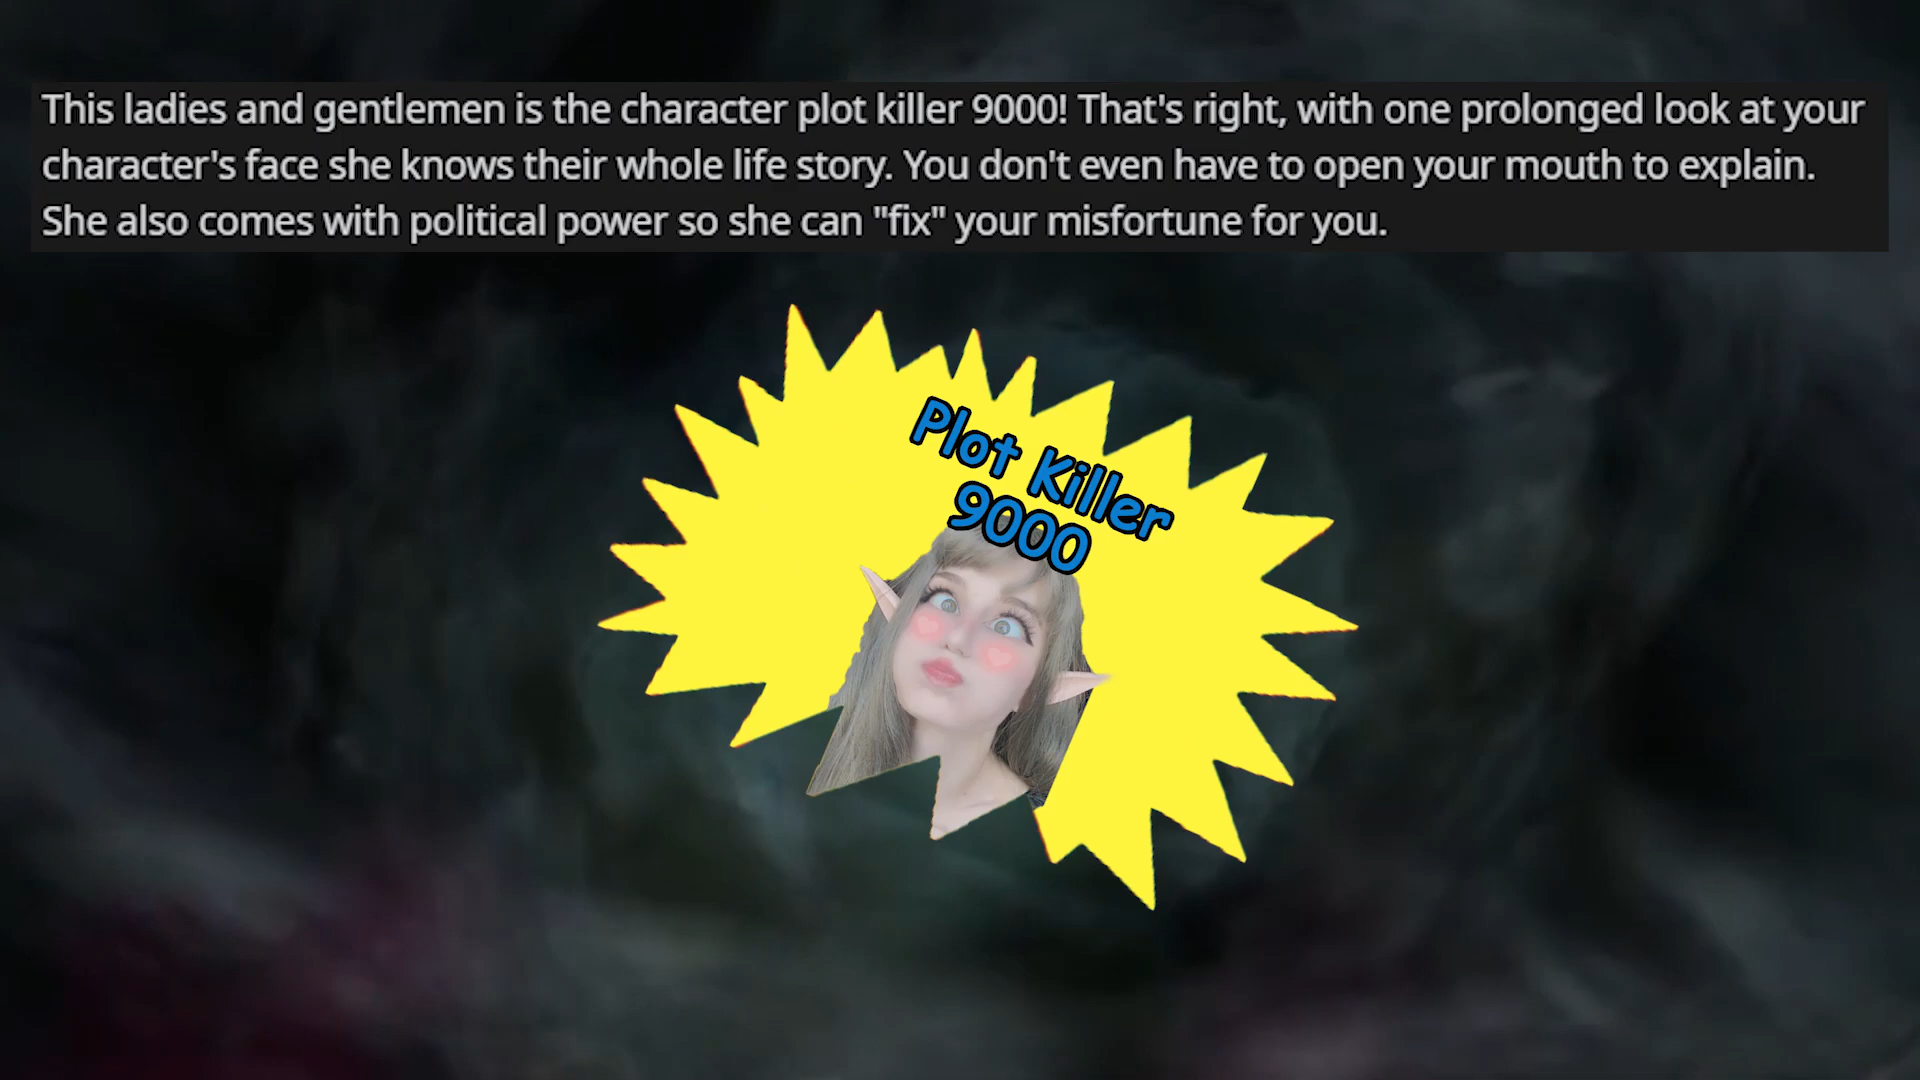 This ladies and gentlemen is the character plot killer 9000! That's right, with one prolonged look at your
character's face she knows their whole life story. You don't even have to open your mouth to explain.
She also comes with political power so she can "fix" your misfortune for you.
Plot Killer
9000